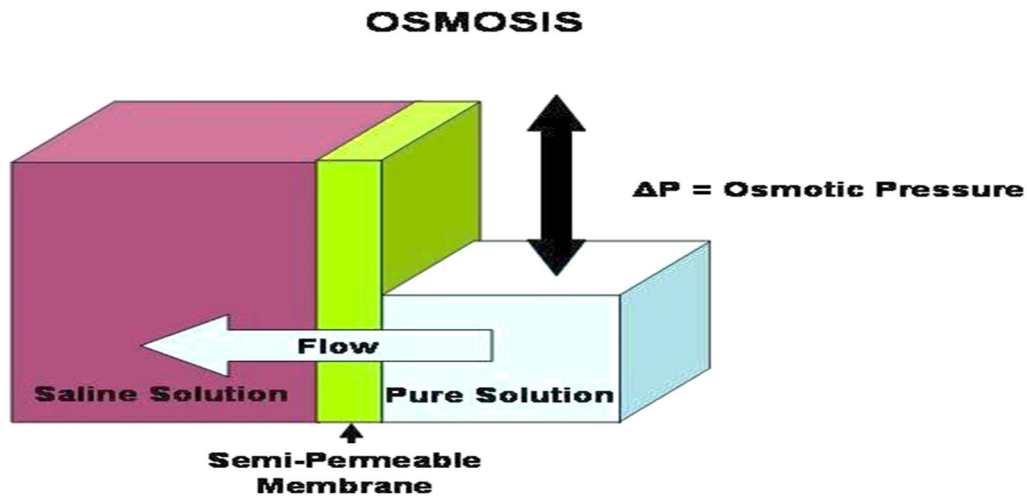 OSMOSIS
ΔP = Osmotic Pressure
Flow
Saline Solution
Pure Solution
Semi-Permeable
Membrane